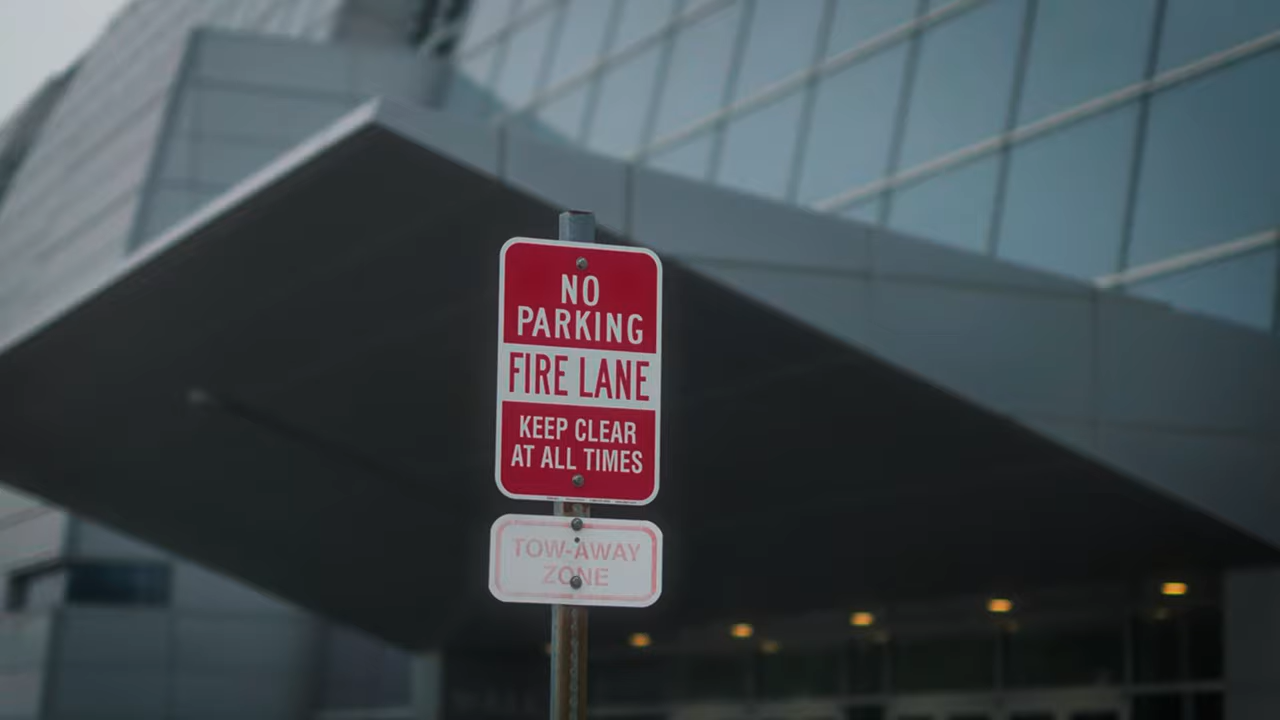 NO
PARKING
FIRE LANE
KEEP CLEAR
AT ALL TIMES
TOW-AWAY
ZONE